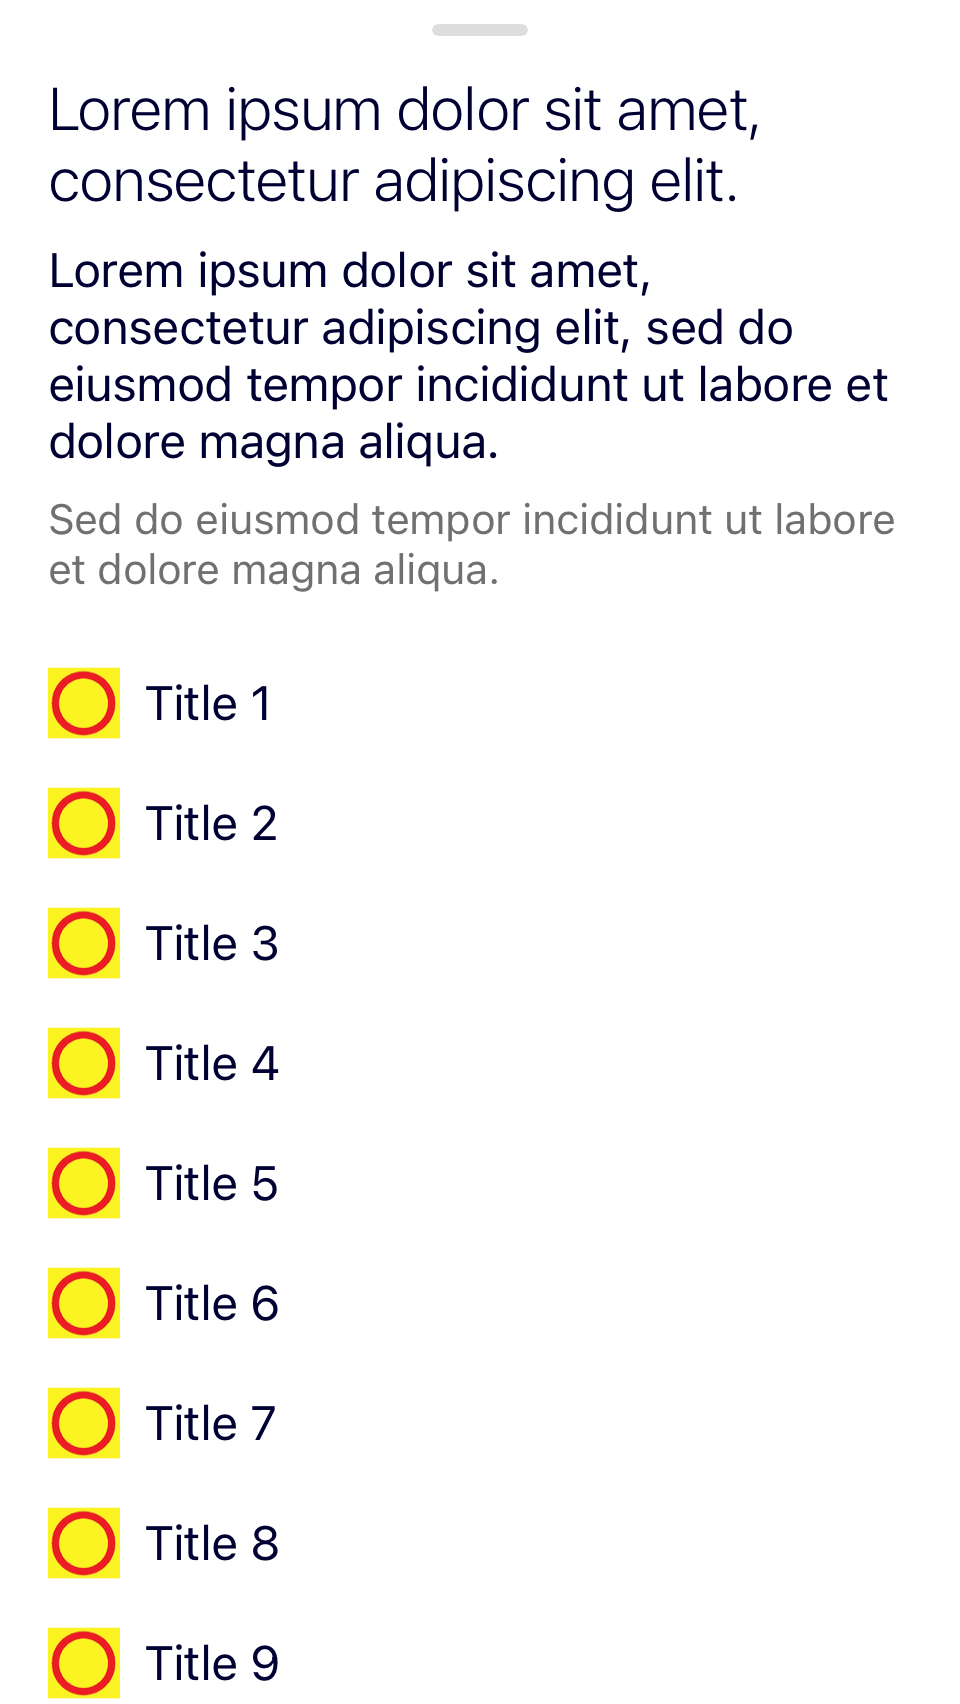 Lorem ipsum dolor sit amet,
consectetur adipiscing elit.
Lorem ipsum dolor sit amet,
consectetur adipiscing elit, sed do
eiusmod tempor incididunt ut labore et
dolore magna aliqua.
Sed do eiusmod tempor incididunt ut labore
et dolore magna aliqua.
Title 1
Title 2
Title 3
Title 4
Title 5
Title 6
Title 7
Title 8
Title 9